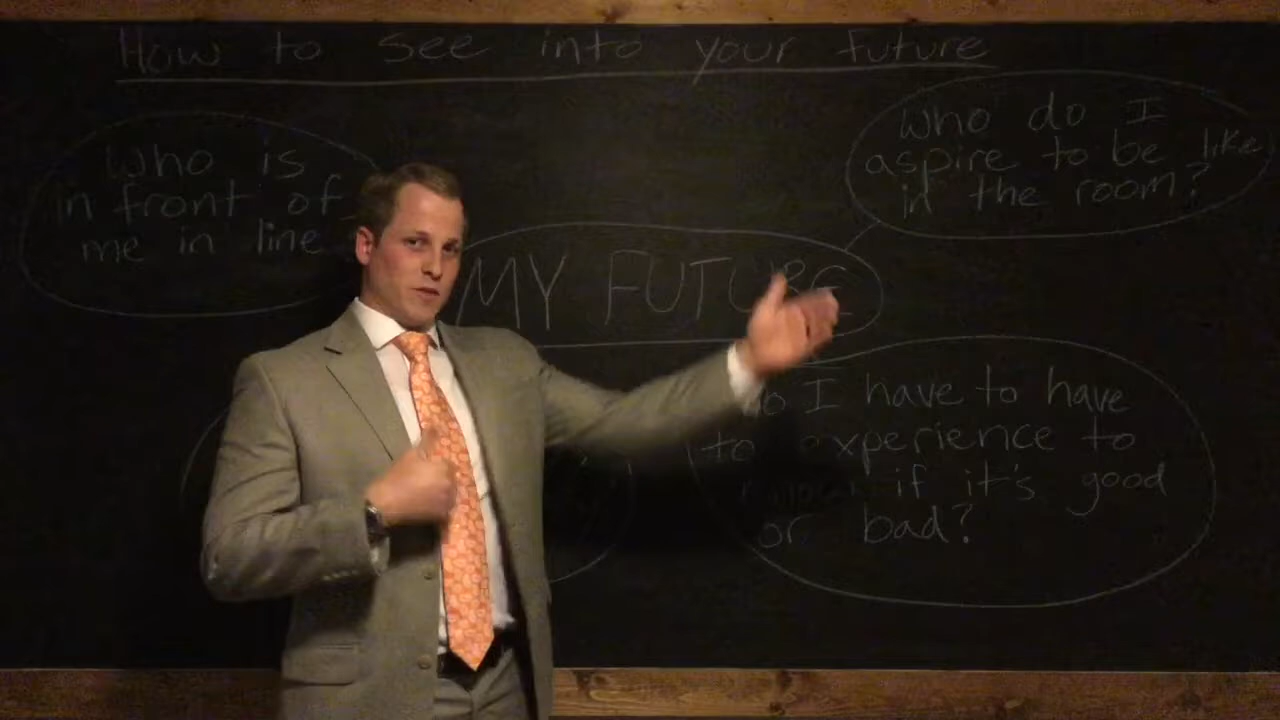 How to see into your future
who is
in front of
me in line
who do I
aspire to be like
in the room?
MY FUTURE
I have to have
to experience to
if it's good
or bad?